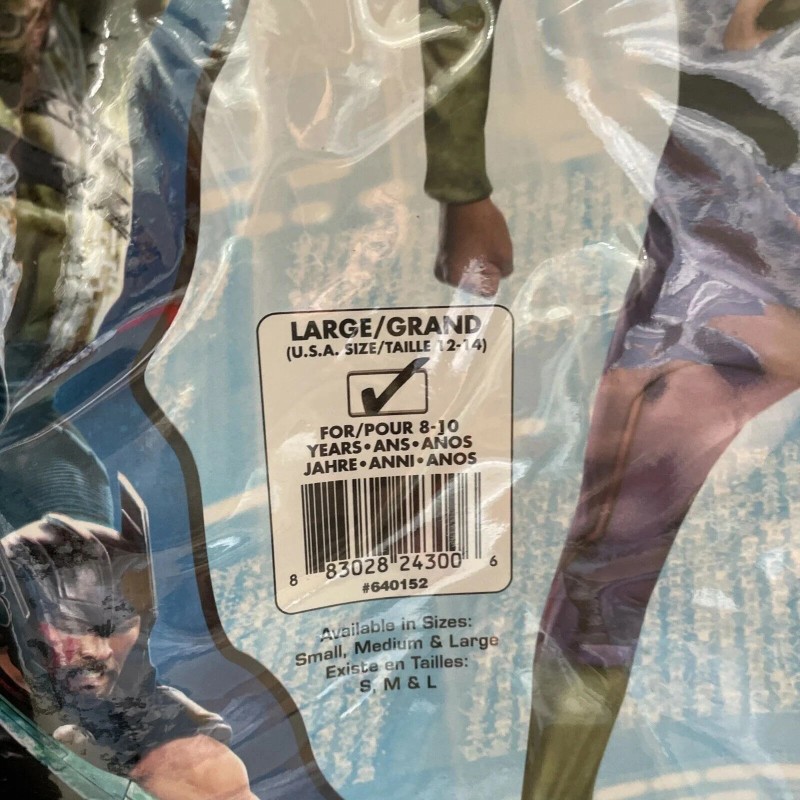 LARGE/GRAND
(U.S.A. SIZE/TAILLE 12-14)
FOR/POUR 8-10
YEARS•ANS•AÑOS
JAHRE•ANNI•ANOS
8 83028 24300 6
#640152
Available in Sizes:
Small, Medium & Large
Existe en Tailles:
S, M & L